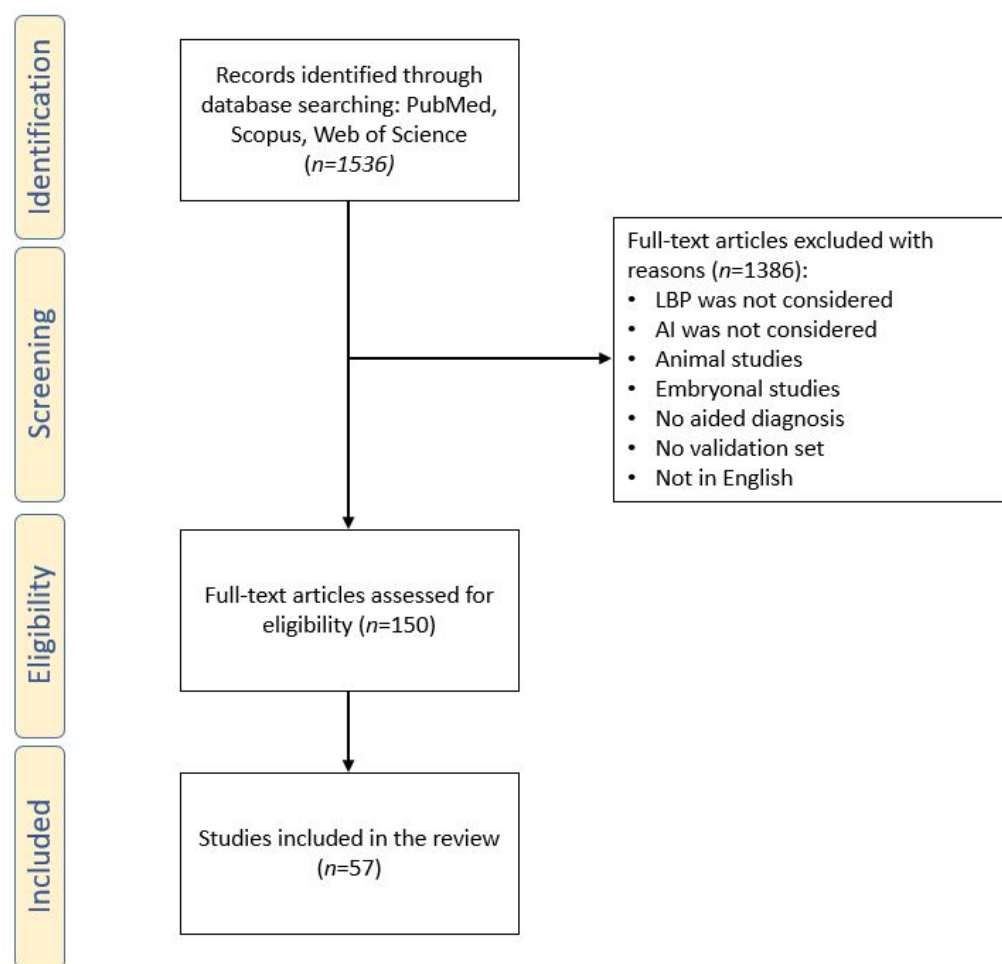 Identification
Records identified through
database searching: PubMed,
Scopus, Web of Science
(n=1536)
Screening
Full-text articles excluded with
reasons (n=1386):
• LBP was not considered
• AI was not considered
• Animal studies
• Embryonal studies
• No aided diagnosis
• No validation set
• Not in English
Eligibility
Full-text articles assessed for
eligibility (n=150)
Included
Studies included in the review
(n=57)